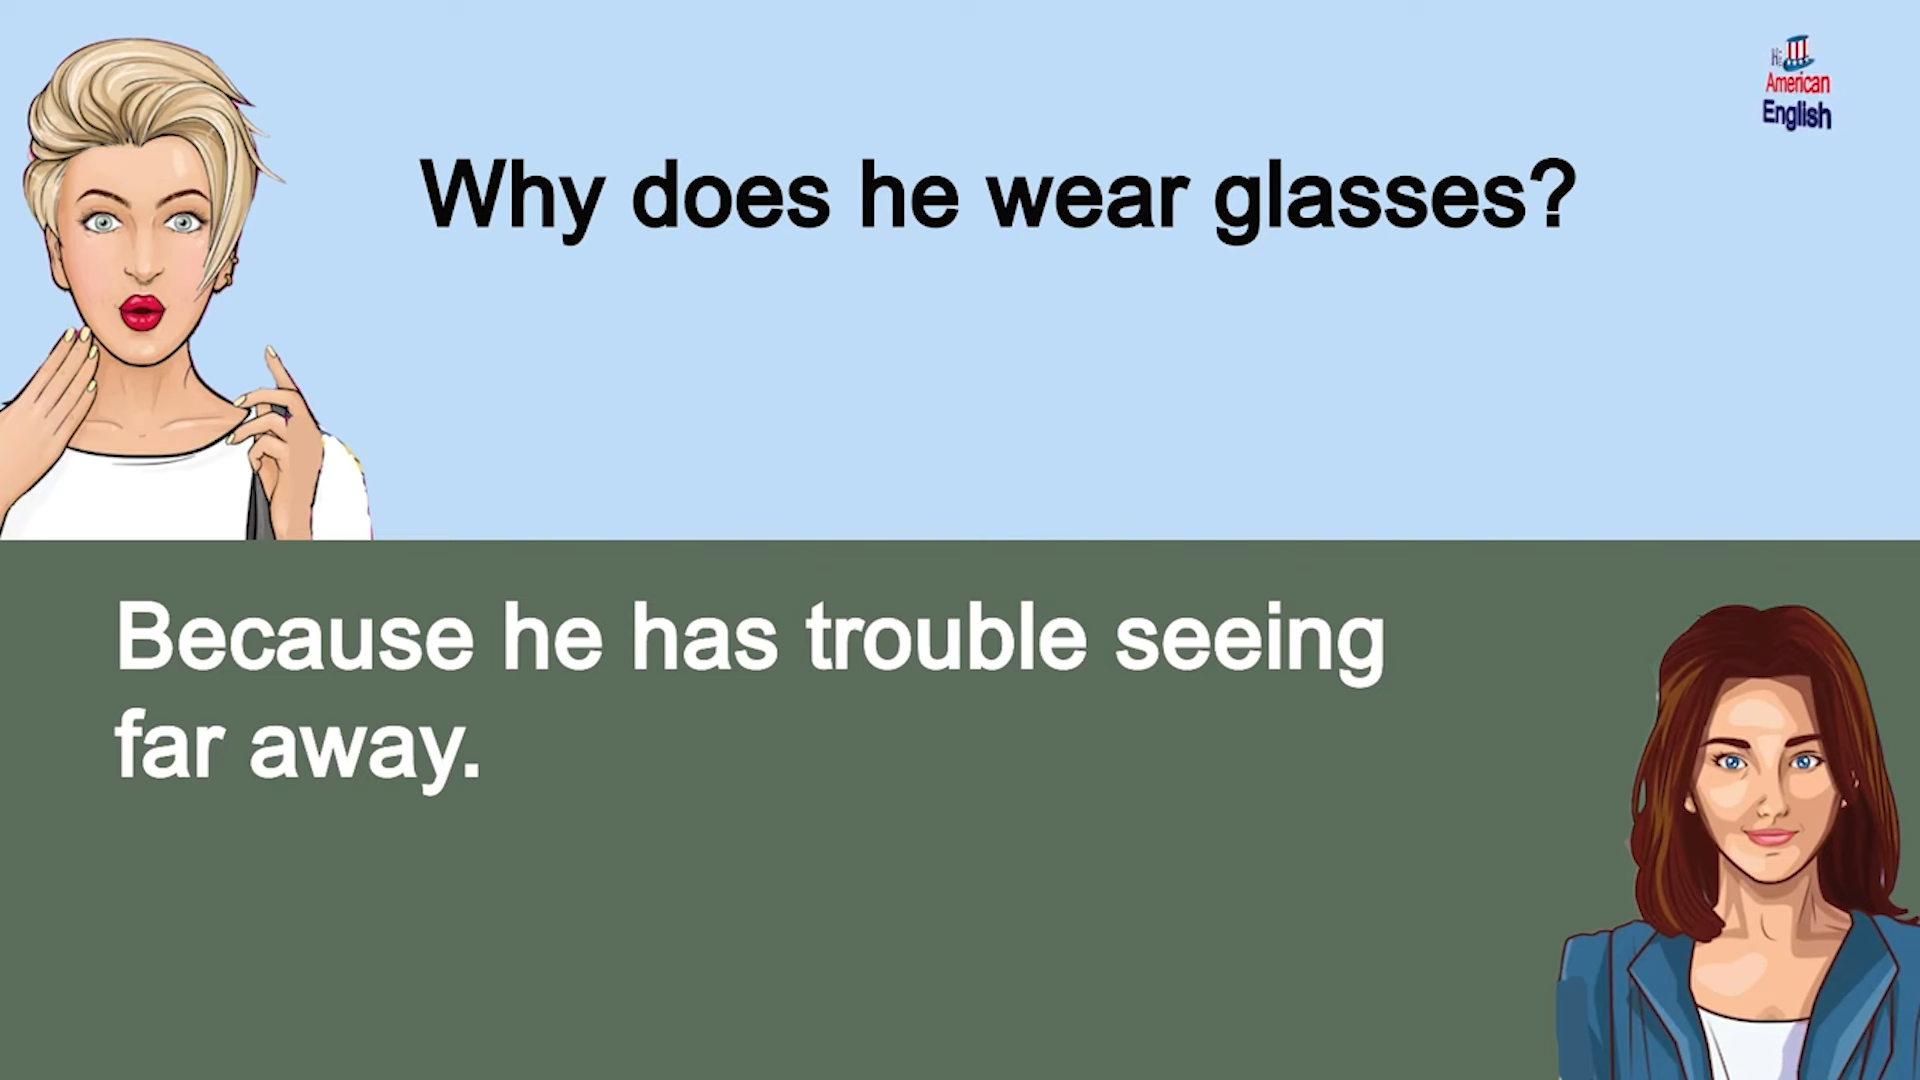 American
English
Why does he wear glasses?
Because he has trouble seeing
far away.